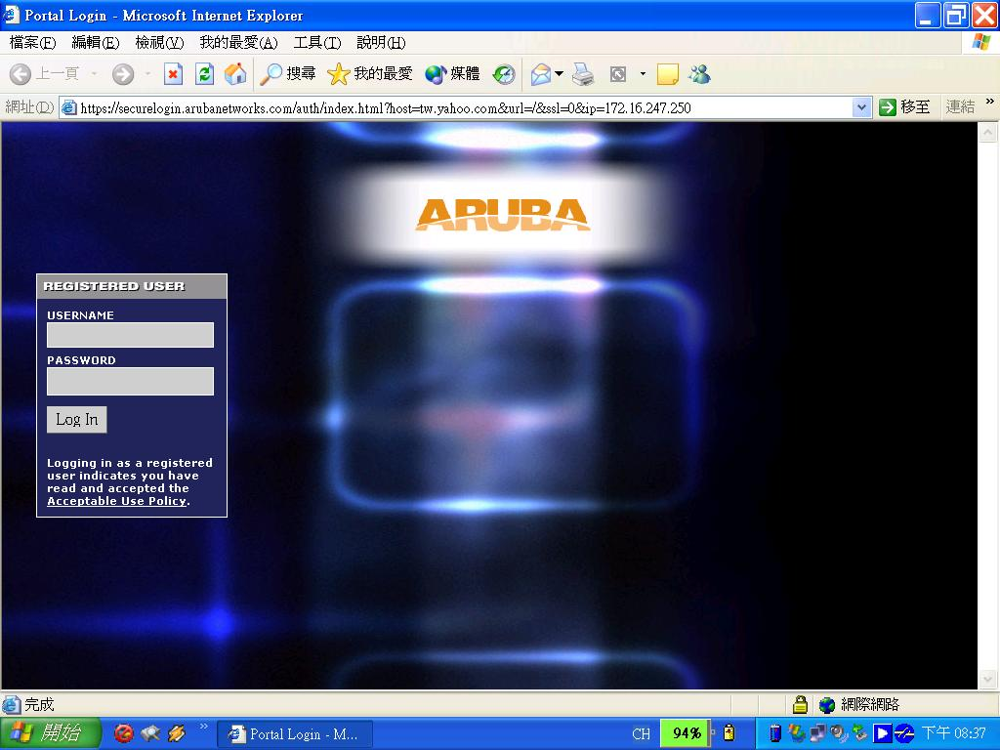 Portal Login - Microsoft Internet Explorer
檔案(F) 編輯(E) 檢視(V) 我的最愛(A) 工具(T) 說明(H)
上一頁 搜尋 我的最愛 媒體
網址(D) https://securelogin.arubanetworks.com/auth/index.html?host=tw.yahoo.com&url=/&ssl=0&ip=172.16.247.250 移至 連結 »
ARUBA
REGISTERED USER
USERNAME
PASSWORD
Log In
Logging in as a registered
user indicates you have
read and accepted the
Acceptable Use Policy.
完成 網際網路
開始 » Portal Login - M... CH 94% 下午 08:37